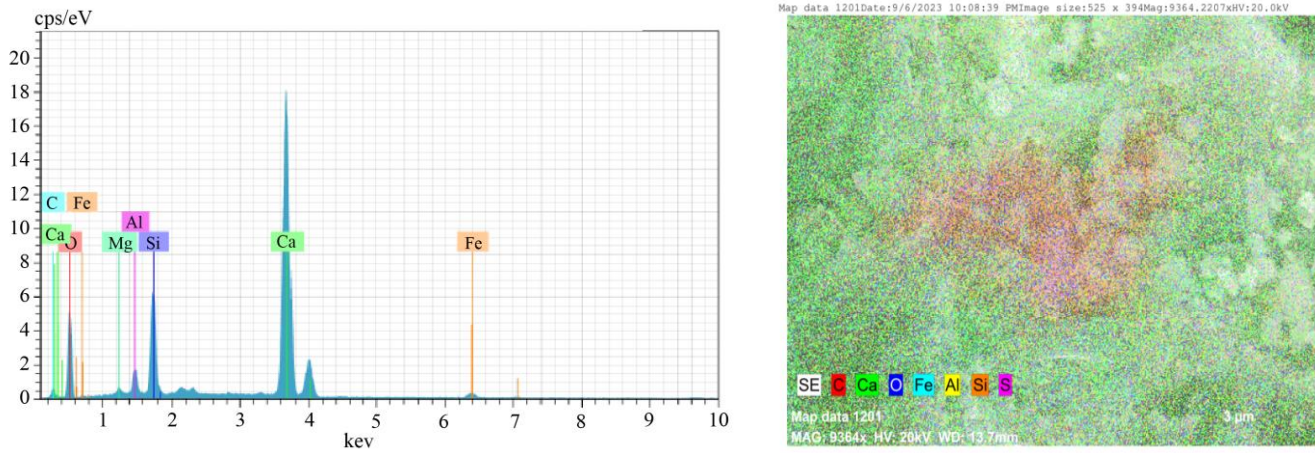 cps/eV
20
18
16
14
12
10
8
6
4
2
0
C
Fe
Ca
O
Mg
Al
Si
Ca
Fe
1 2 3 4 5 6 7 8 9 10
kev
Map data 1201Date:9/6/2023 10:08:39 PMImage size:525 x 394Mag:9364.2207xHV:20.0kV
SE C Ca O Fe Al Si S
Map data 1201
3 µm
MAG: 9364x HV: 20kV WD: 13.7mm